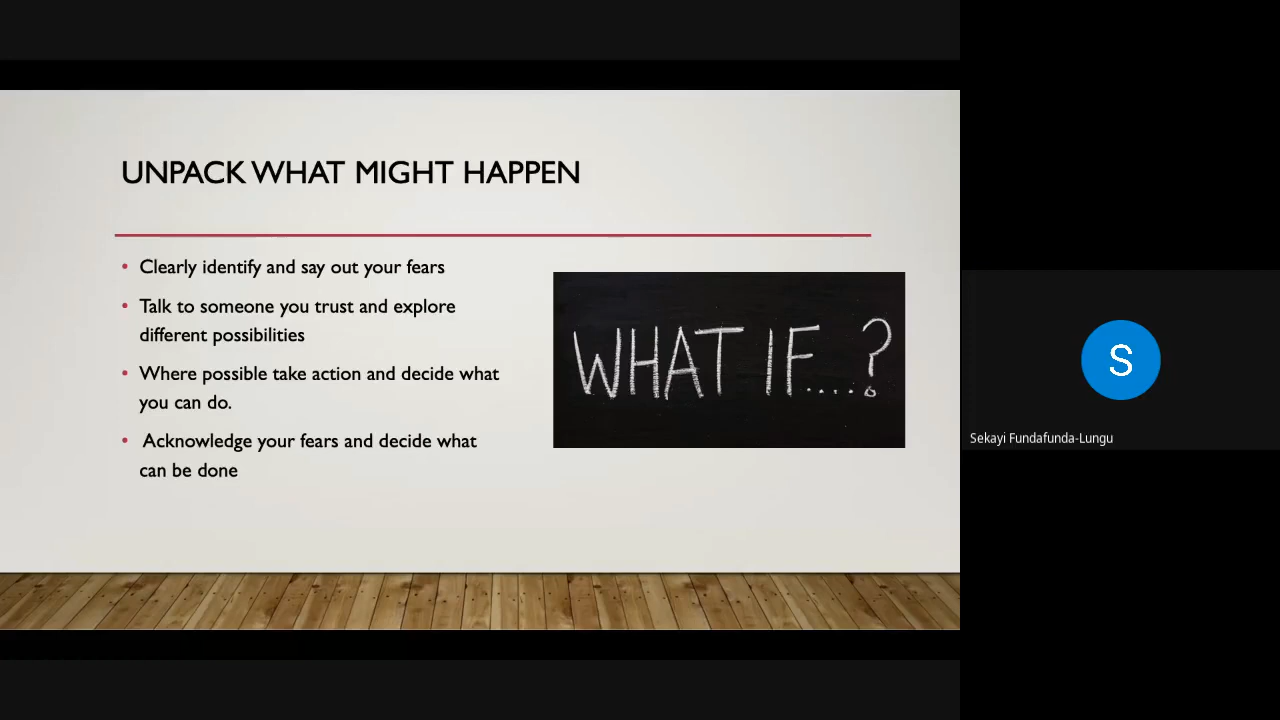 UNPACK WHAT MIGHT HAPPEN
• Clearly identify and say out your fears
• Talk to someone you trust and explore
different possibilities
• Where possible take action and decide what
you can do.
• Acknowledge your fears and decide what
can be done
WHAT IF....?
S
Sekayi Fundafunda-Lungu